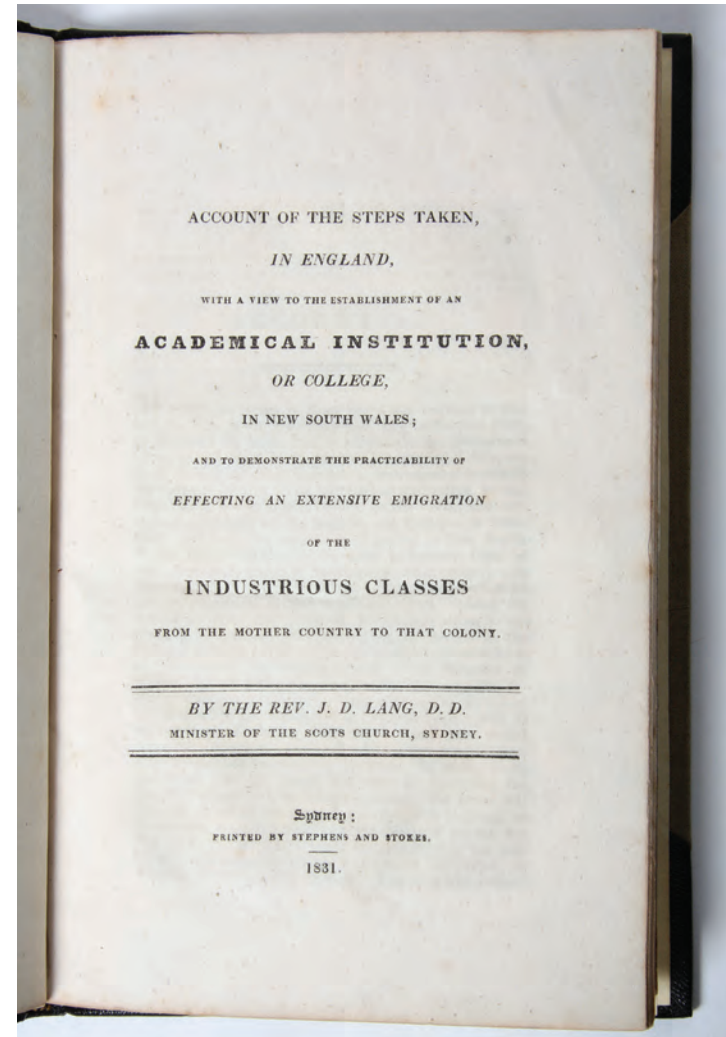 ACCOUNT OF THE STEPS TAKEN,
IN ENGLAND,
WITH A VIEW TO THE ESTABLISHMENT OF AN
ACADEMICAL INSTITUTION,
OR COLLEGE,
IN NEW SOUTH WALES;
AND TO DEMONSTRATE THE PRACTICABILITY OF
EFFECTING AN EXTENSIVE EMIGRATION
OF THE
INDUSTRIOUS CLASSES
FROM THE MOTHER COUNTRY TO THAT COLONY.
BY THE REV. J. D. LANG, D. D.
MINISTER OF THE SCOTS CHURCH, SYDNEY.
Sydney:
PRINTED BY STEPHENS AND STOKES.
1831.